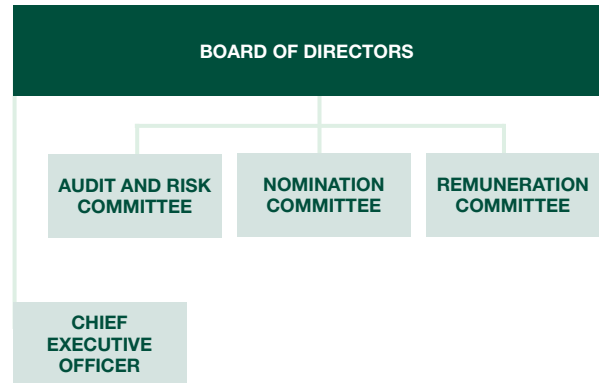 BOARD OF DIRECTORS
AUDIT AND RISK
COMMITTEE
NOMINATION
COMMITTEE
REMUNERATION
COMMITTEE
CHIEF
EXECUTIVE
OFFICER